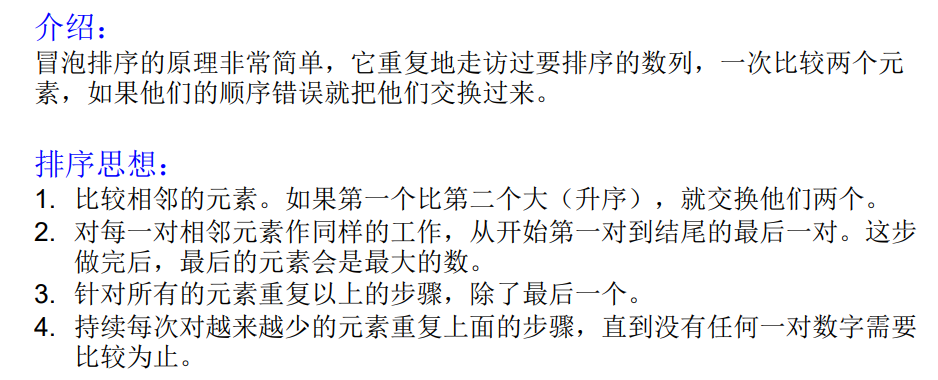 介绍：
冒泡排序的原理非常简单，它重复地走访过要排序的数列，一次比较两个元
素，如果他们的顺序错误就把他们交换过来。
排序思想：
1. 比较相邻的元素。如果第一个比第二个大（升序），就交换他们两个。
2. 对每一对相邻元素作同样的工作，从开始第一对到结尾的最后一对。这步
做完后，最后的元素会是最大的数。
3. 针对所有的元素重复以上的步骤，除了最后一个。
4. 持续每次对越来越少的元素重复上面的步骤，直到没有任何一对数字需要
比较为止。